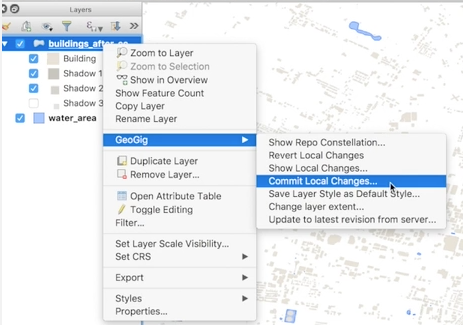 Layers
buildings_after_
Building
Shadow 1
Shadow 2
Shadow 3
water_area
Zoom to Layer
Zoom to Selection
Show in Overview
Show Feature Count
Copy Layer
Rename Layer
GeoGig
Duplicate Layer
Remove Layer...
Open Attribute Table
Toggle Editing
Filter...
Set Layer Scale Visibility...
Set CRS
Export
Styles
Properties...
Show Repo Constellation...
Revert Local Changes
Show Local Changes...
Commit Local Changes...
Save Layer Style as Default Style...
Change layer extent...
Update to latest revision from server...